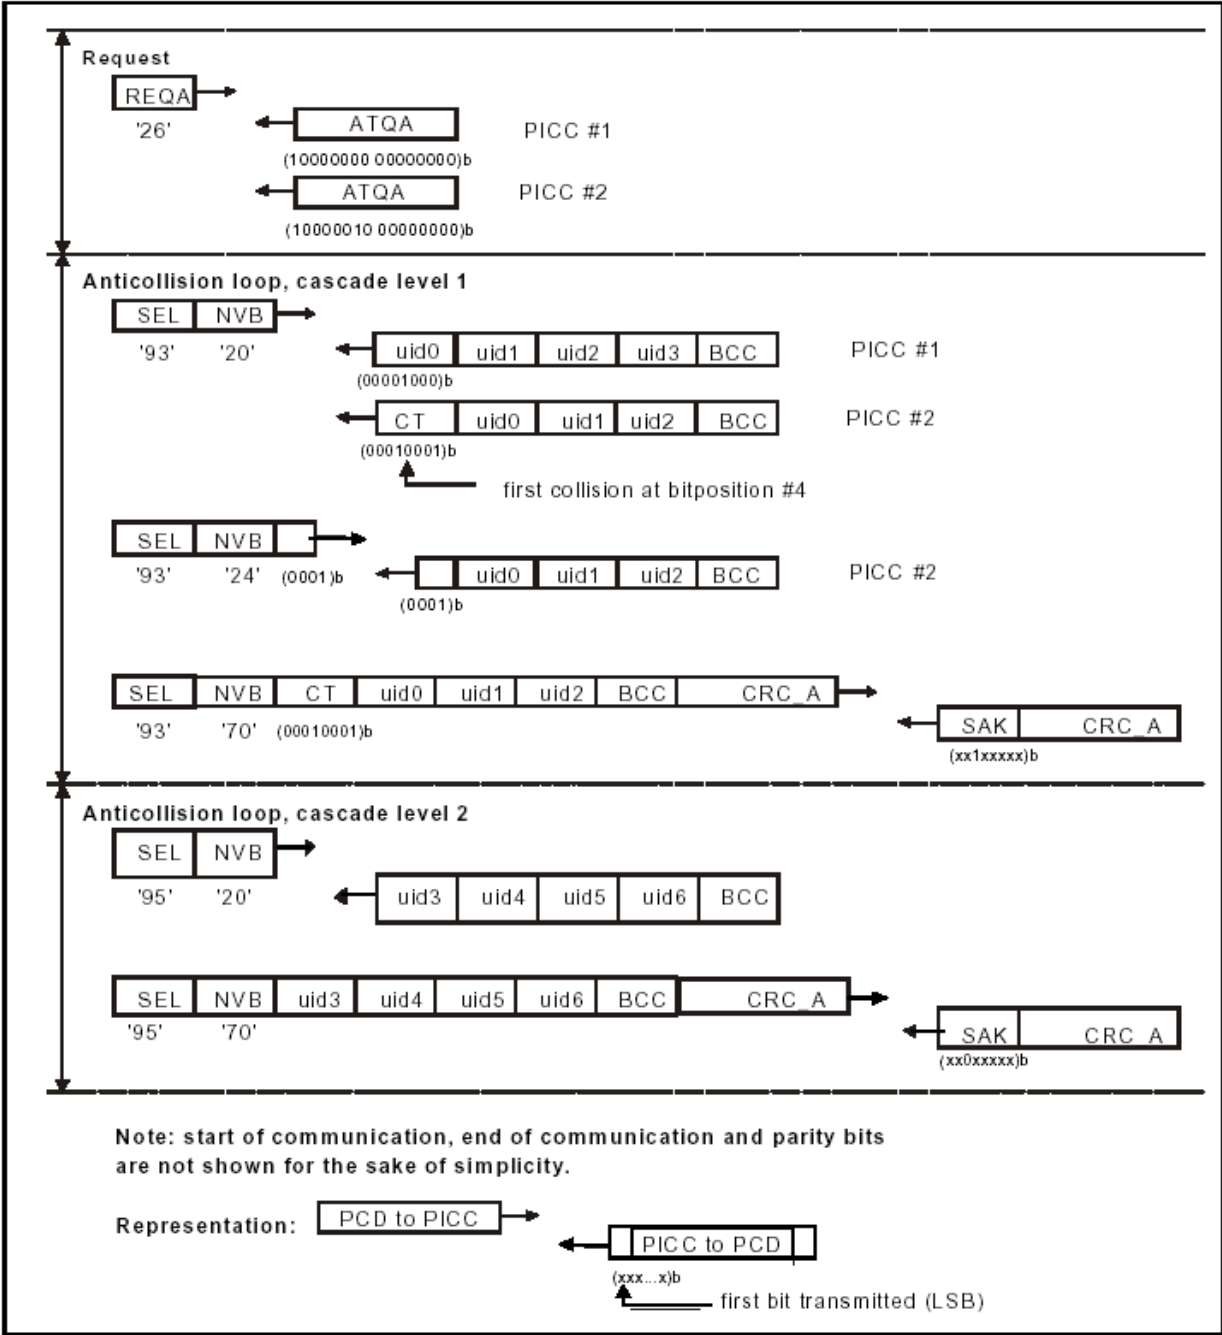 Request
REQA
'26'
ATQA
PICC #1
(10000000 00000000)b
ATQA
PICC #2
(10000010 00000000)b
Anticollision loop, cascade level 1
SEL NVB
'93' '20'
uid0 uid1 uid2 uid3 BCC
PICC #1
(00001000)b
CT uid0 uid1 uid2 BCC
PICC #2
(00010001)b
first collision at bitposition #4
SEL NVB
'93' '24' (0001)b
uid0 uid1 uid2 BCC
PICC #2
(0001)b
SEL NVB CT uid0 uid1 uid2 BCC CRC_A
'93' '70' (00010001)b
SAK CRC_A
(xx1xxxxx)b
Anticollision loop, cascade level 2
SEL NVB
'95' '20'
uid3 uid4 uid5 uid6 BCC
SEL NVB uid3 uid4 uid5 uid6 BCC CRC_A
'95' '70'
SAK CRC A
(xx0xxxxx)b
Note: start of communication, end of communication and parity bits
are not shown for the sake of simplicity.
Representation:
PCD to PICC
PICC to PCD
(xxx...x)b
first bit transmitted (LSB)